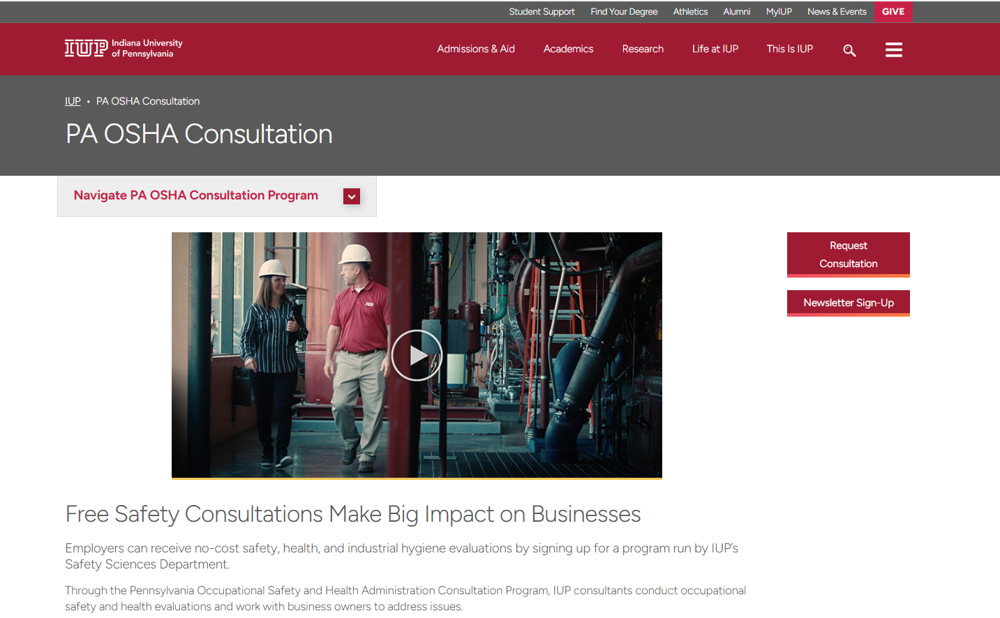 Student Support Find Your Degree Athletics Alumni MyIUP News & Events GIVE
IUP Indiana University
of Pennsylvania
Admissions & Aid Academics Research Life at IUP This Is IUP
IUP • PA OSHA Consultation
PA OSHA Consultation
Navigate PA OSHA Consultation Program
IUP
Request
Consultation
Newsletter Sign-Up
Free Safety Consultations Make Big Impact on Businesses
Employers can receive no-cost safety, health, and industrial hygiene evaluations by signing up for a program run by IUP’s
Safety Sciences Department.
Through the Pennsylvania Occupational Safety and Health Administration Consultation Program, IUP consultants conduct occupational
safety and health evaluations and work with business owners to address issues.